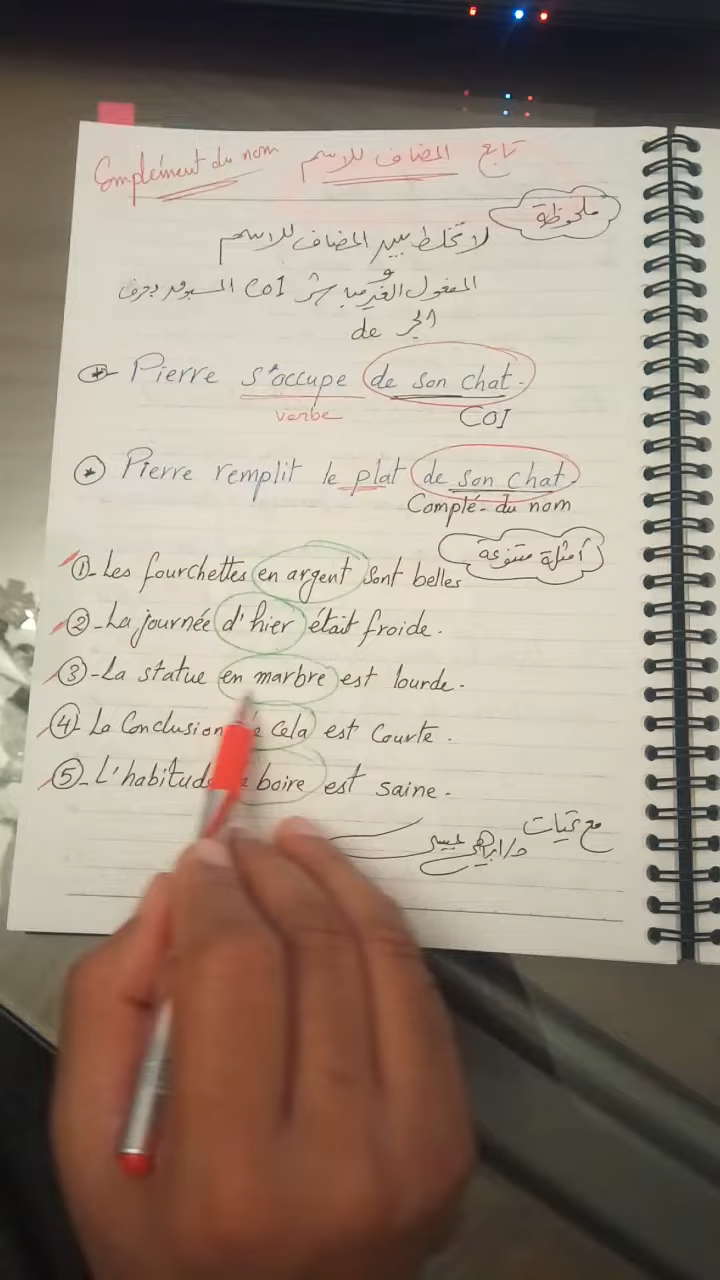 Complément du nom تابع المضاف للاسم
ملحوظة
لا تخلط بين المضاف للاسم
و
المفعول الغير مباشر COI المسبوق بحرف
الجر de
* Pierre s'occupe de son chat.
verbe COI
* Pierre remplit le plat de son chat.
Complé. du nom
أمثلة متنوعة
①- Les fourchettes en argent sont belles
②- La journée d'hier était froide.
③- La statue en marbre est lourde.
④ La Conclusion cela est Courte.
⑤- L'habitud boire est saine.
مع تحيات
د/ ابراهيم عيسى